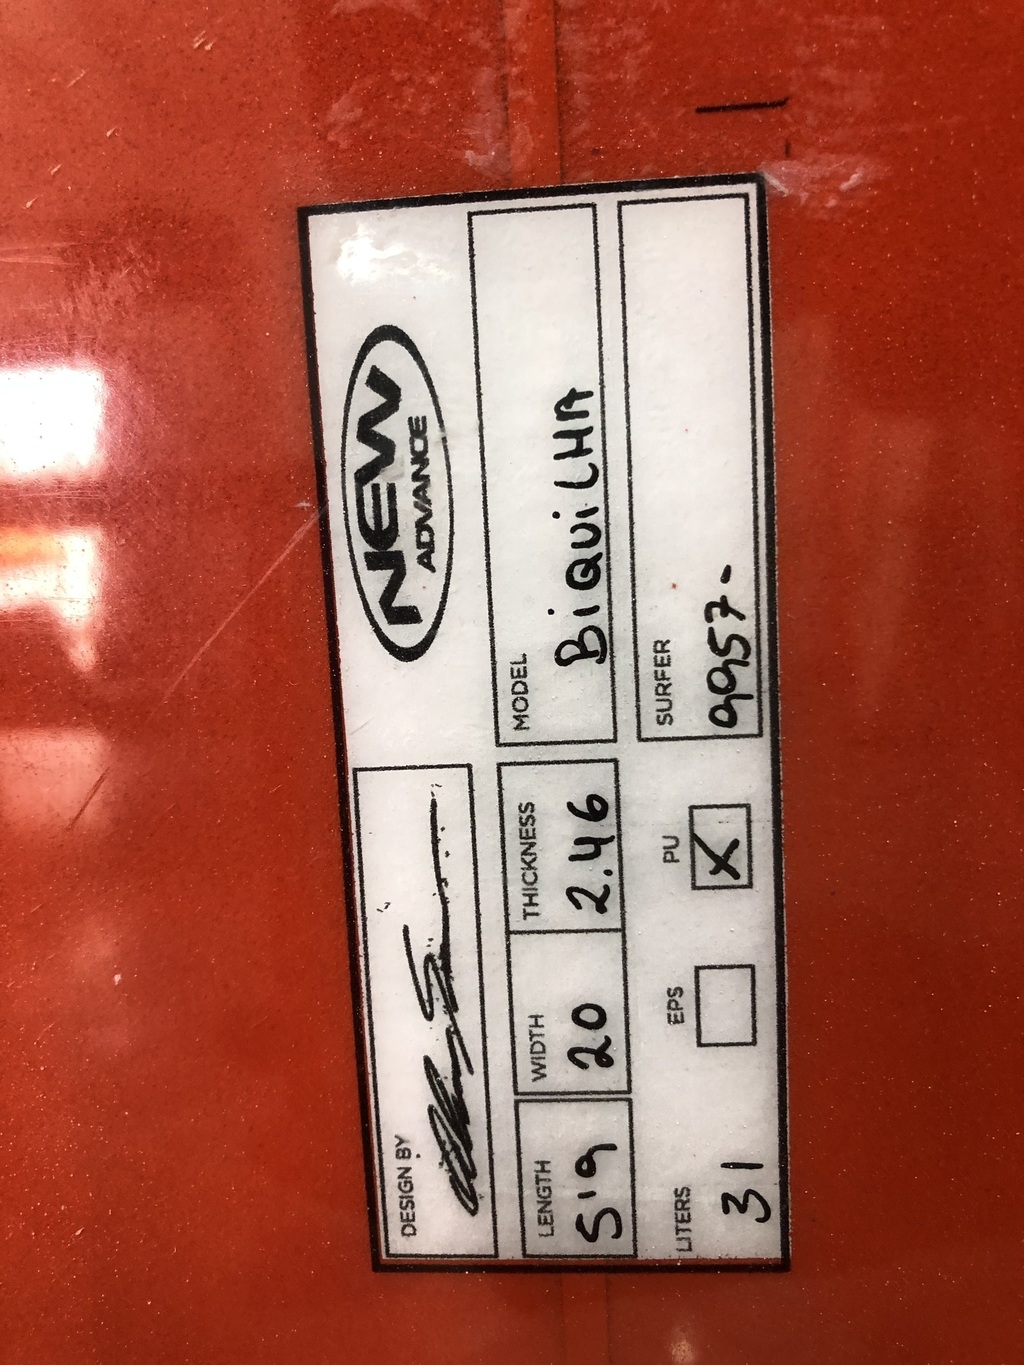 DESIGN BY
NEW
ADVANCE
LENGTH WIDTH THICKNESS MODEL
5'9 20 2.46 BiQUiLHA
LITERS EPS PU SURFER
31 X 9957-